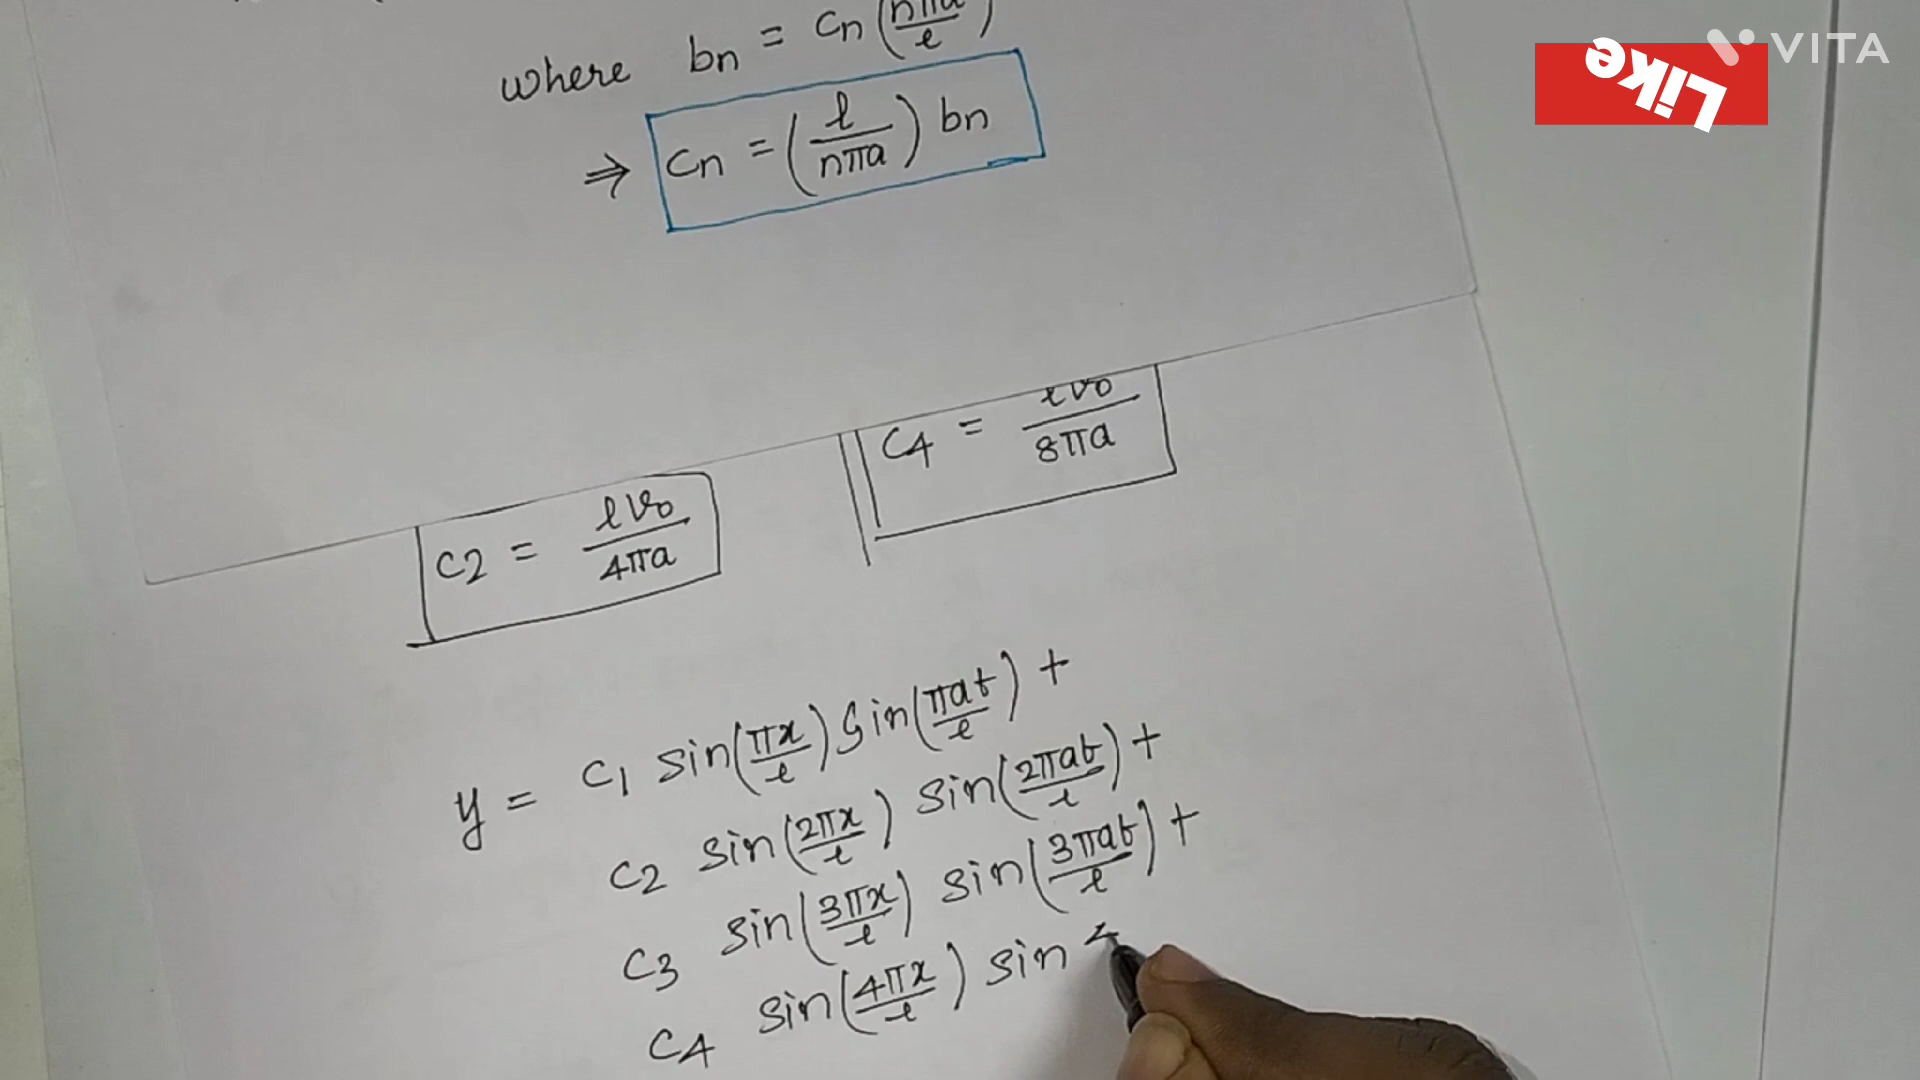 where bn = cn (nπa/l)
⇒ cn = (l/nπa) bn
c2 = lv0/4πa
c4 = lv0/8πa
y = c1 sin(πx/l) sin(πat/l) +
c2 sin(2πx/l) sin(2πat/l) +
c3 sin(3πx/l) sin(3πat/l) +
c4 sin(4πx/l) sin 4
Like
VITA